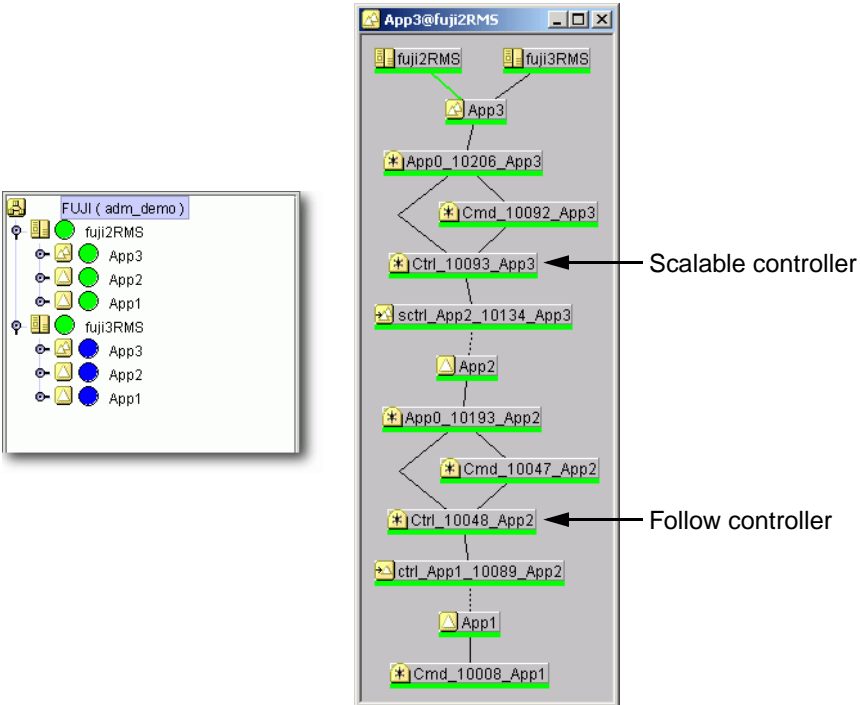 FUJI ( adm_demo )
fuji2RMS
App3
App2
App1
fuji3RMS
App3
App2
App1
App3@fuji2RMS
fuji2RMS
fuji3RMS
App3
App0_10206_App3
Cmd_10092_App3
Ctrl_10093_App3
Scalable controller
sctrl_App2_10134_App3
App2
App0_10193_App2
Cmd_10047_App2
Ctrl_10048_App2
Follow controller
ctrl_App1_10089_App2
App1
Cmd_10008_App1